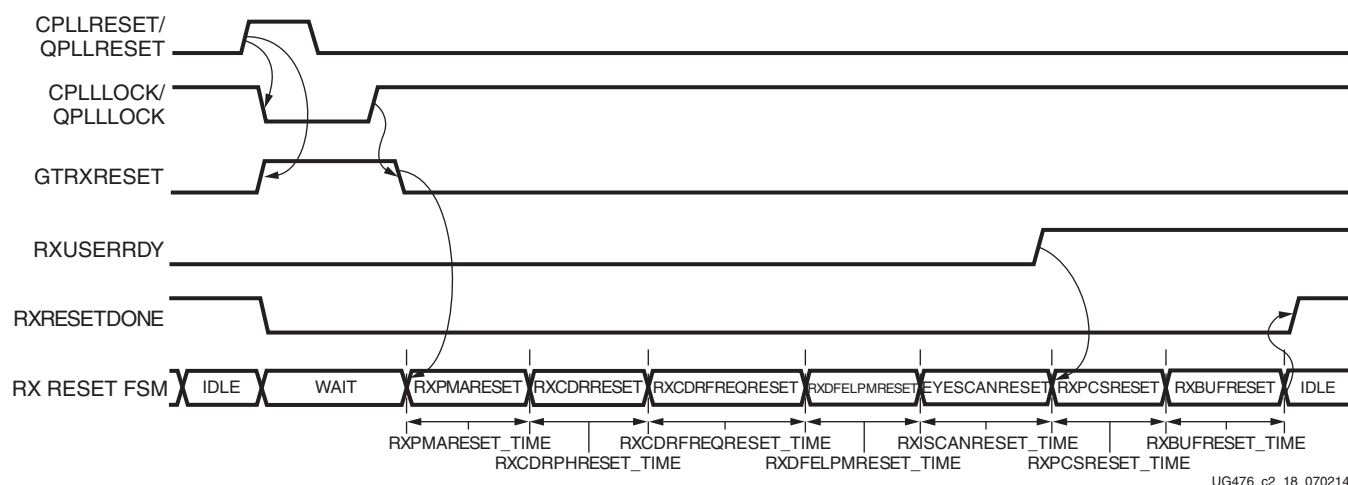 CPLLRESET/
QPLLRESET
CPLLLOCK/
QPLLLOCK
GTRXRESET
RXUSERRDY
RXRESETDONE
RX RESET FSM
IDLE
WAIT
RXPMARESET
RXCDRRESET
RXCDRFREQRESET
RXDFELPMRESET
EYESCANRESET
RXPCSRESET
RXBUFRESET
IDLE
RXPMARESET_TIME
RXCDRPHRESET_TIME
RXCDRFREQRESET_TIME
RXDFELPMRESET_TIME
RXISCANRESET_TIME
RXPCSRESET_TIME
RXBUFRESET_TIME
UG476_c2_18_070214